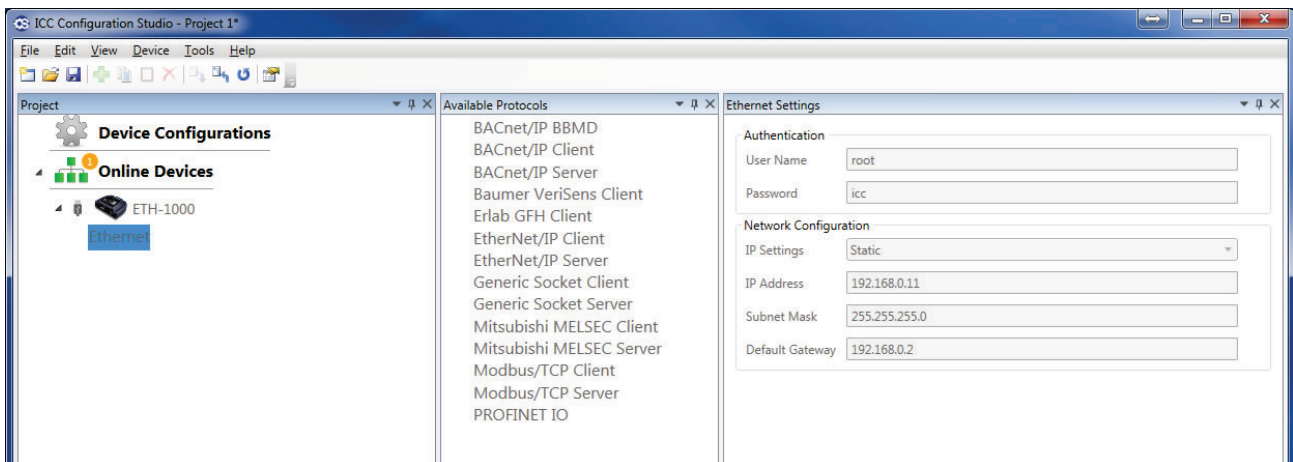 ICC Configuration Studio - Project 1*
File Edit View Device Tools Help
Project
Device Configurations
1
Online Devices
ETH-1000
Ethernet
Available Protocols
BACnet/IP BBMD
BACnet/IP Client
BACnet/IP Server
Baumer VeriSens Client
Erlab GFH Client
EtherNet/IP Client
EtherNet/IP Server
Generic Socket Client
Generic Socket Server
Mitsubishi MELSEC Client
Mitsubishi MELSEC Server
Modbus/TCP Client
Modbus/TCP Server
PROFINET IO
Ethernet Settings
Authentication
User Name root
Password icc
Network Configuration
IP Settings Static
IP Address 192.168.0.11
Subnet Mask 255.255.255.0
Default Gateway 192.168.0.2